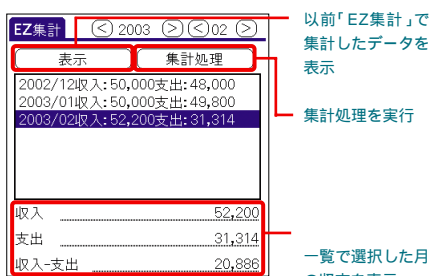 EZ集計 < 2003 > < 02 >
表示 集計処理
2002/12収入:50,000支出:48,000
2003/01収入:50,000支出:49,800
2003/02収入:52,200支出:31,314
収入 52,200
支出 31,314
収入-支出 20,886
以前「EZ集計」で
集計したデータを
表示
集計処理を実行
一覧で選択した月